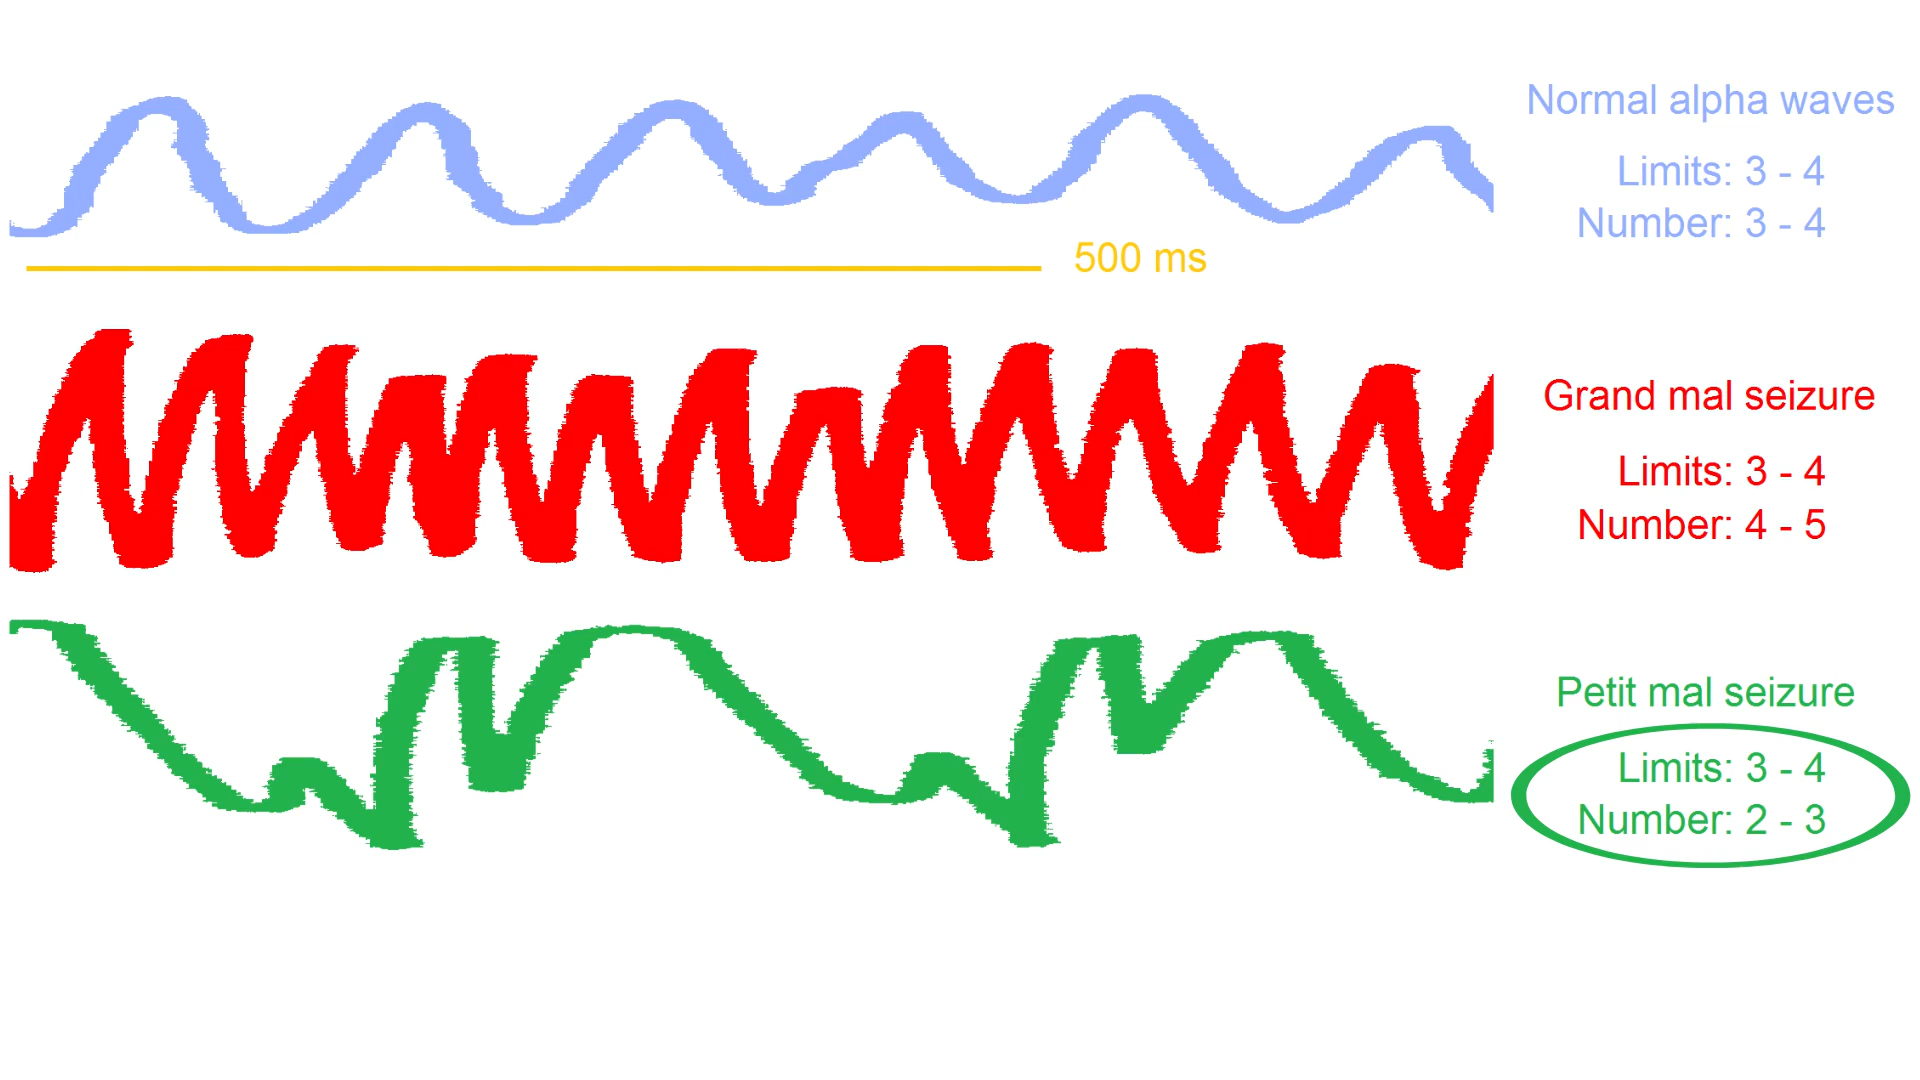 Normal alpha waves
Limits: 3 - 4
Number: 3 - 4
500 ms
Grand mal seizure
Limits: 3 - 4
Number: 4 - 5
Petit mal seizure
Limits: 3 - 4
Number: 2 - 3